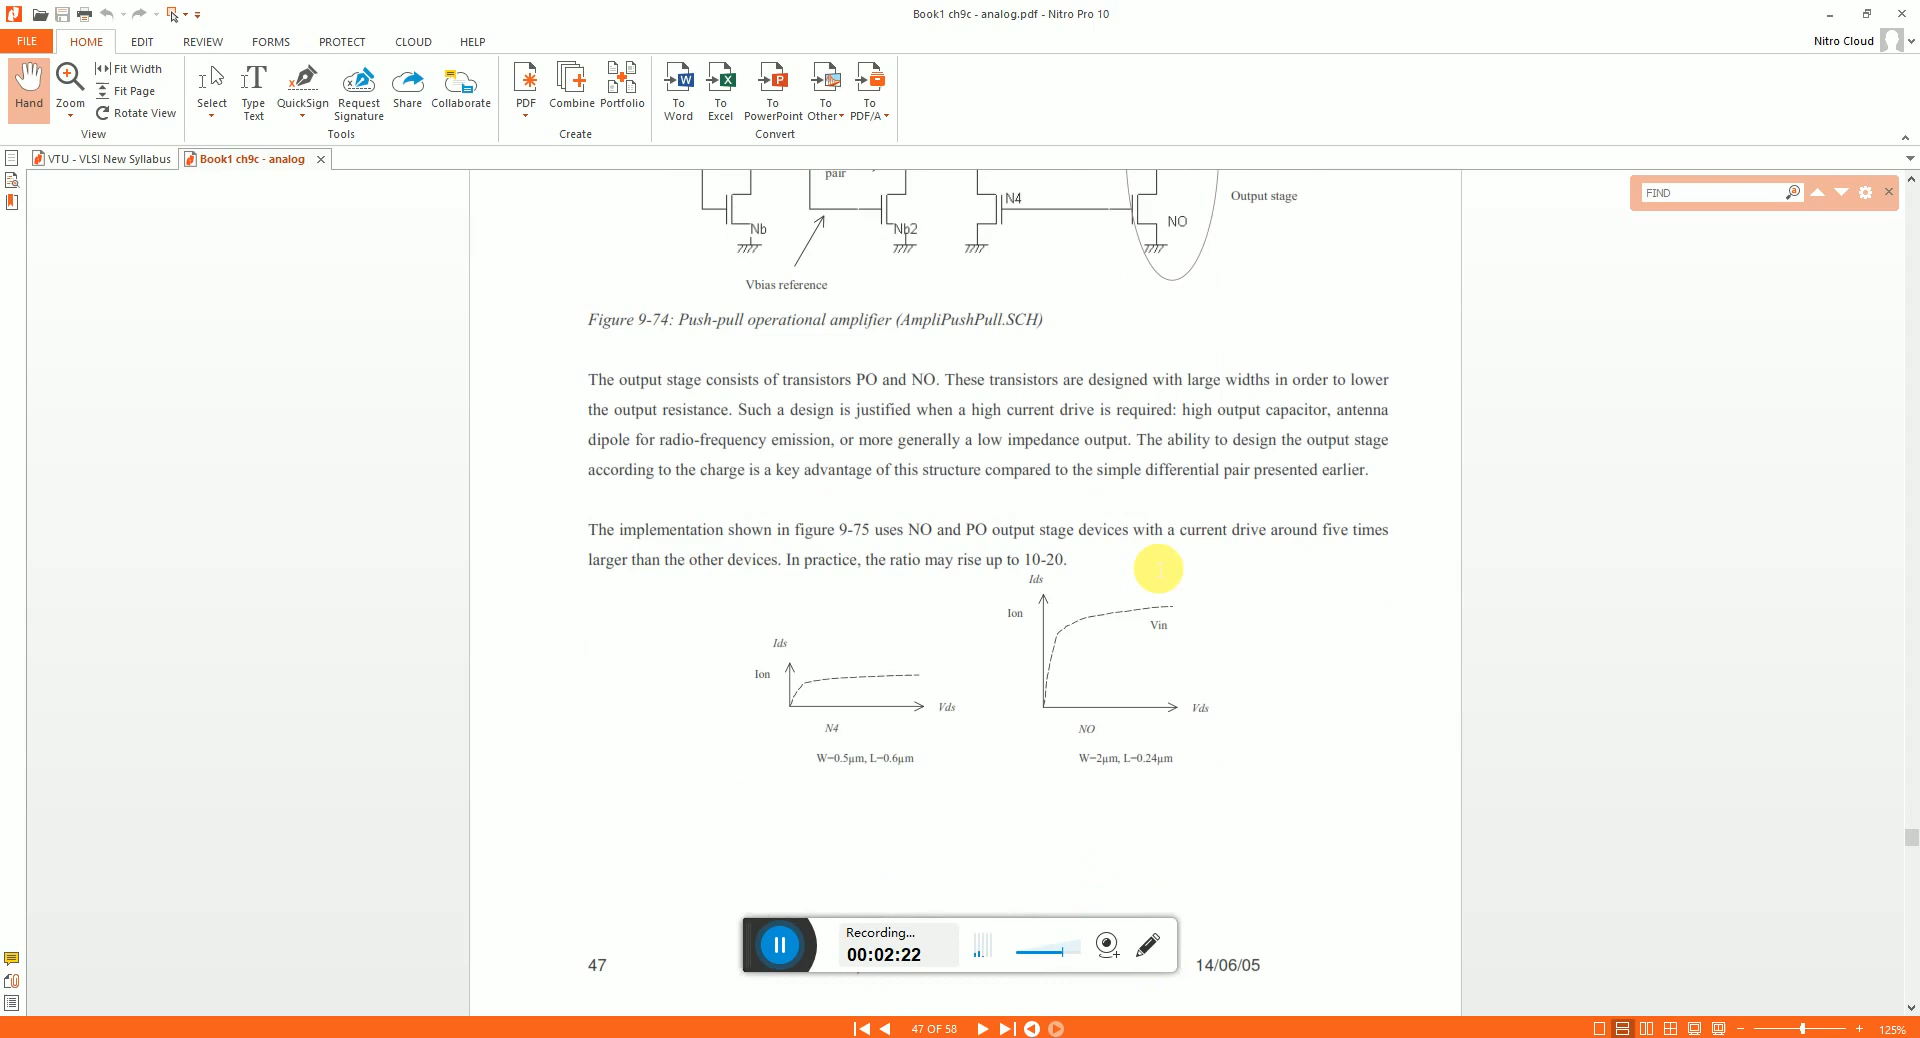 Book1 ch9c - analog.pdf - Nitro Pro 10
FILE
HOME
EDIT
REVIEW
FORMS
PROTECT
CLOUD
HELP
Nitro Cloud
Hand
Zoom
Fit Width
Fit Page
Rotate View
View
Select
Type
Text
QuickSign
Request
Signature
Share
Collaborate
Tools
PDF
Combine
Portfolio
Create
To
Word
To
Excel
To
PowerPoint
To
Other
To
PDF/A
Convert
VTU - VLSI New Syllabus
Book1 ch9c - analog
FIND
pair
Nb
Nb2
N4
NO
Output stage
Vbias reference
Figure 9-74: Push-pull operational amplifier (AmpliPushPull.SCH)
The output stage consists of transistors PO and NO. These transistors are designed with large widths in order to lower
the output resistance. Such a design is justified when a high current drive is required: high output capacitor, antenna
dipole for radio-frequency emission, or more generally a low impedance output. The ability to design the output stage
according to the charge is a key advantage of this structure compared to the simple differential pair presented earlier.
The implementation shown in figure 9-75 uses NO and PO output stage devices with a current drive around five times
larger than the other devices. In practice, the ratio may rise up to 10-20.
Ids
Ion
Vds
N4
W=0.5µm, L=0.6µm
Ids
Ion
Vin
Vds
NO
W=2µm, L=0.24µm
Recording...
00:02:22
47
14/06/05
47 OF 58
125%